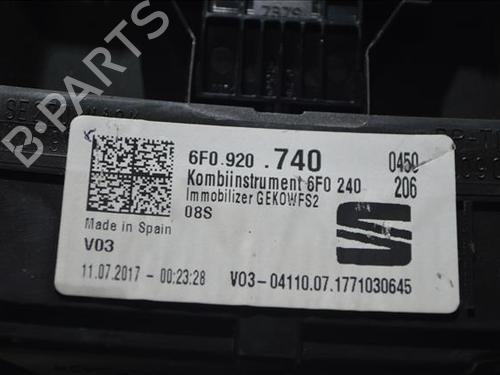 7379
6F0.920 .740 0450
Kombiinstrument 6F0 240 206
Immobilizer GEKOWFS2
08S
Made in Spain
V03
11.07.2017 - 00:23:28 V03-04110.07.1771030645
B-PARTS